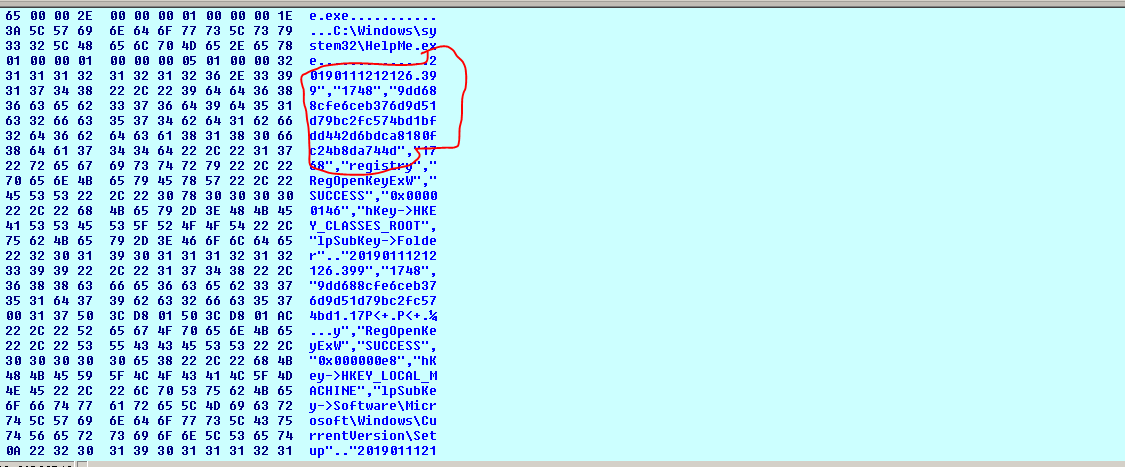 65 00 00 2E 00 00 00 01 00 00 00 1E e.exe...........
3A 5C 57 69 6E 64 6F 77 73 5C 73 79 ...C:\Windows\sy
33 32 5C 48 65 6C 70 4D 65 2E 65 78 stem32\HelpMe.ex
01 00 00 01 00 00 00 05 01 00 00 32 e..............2
31 31 31 32 31 32 31 32 36 2E 33 39 0190111212126.39
31 37 34 38 22 2C 22 39 64 64 36 38 9","1748","9dd68
36 63 65 62 33 37 36 64 39 64 35 31 8cfe6ceb376d9d51
63 32 66 63 35 37 34 62 64 31 62 66 d79bc2fc574bd1bf
32 64 36 62 64 63 61 38 31 38 30 66 dd442d6bdca8180f
38 64 61 37 34 34 64 22 2C 22 31 37 c24b8da744d","17
22 72 65 67 69 73 74 72 79 22 2C 22 68","registry","
70 65 6E 4B 65 79 45 78 57 22 2C 22 RegOpenKeyExW","
45 53 53 22 2C 22 30 78 30 30 30 30 SUCCESS","0x0000
22 2C 22 68 4B 65 79 2D 3E 48 4B 45 0146","hKey->HKE
41 53 53 45 53 5F 52 4F 4F 54 22 2C Y_CLASSES_ROOT",
75 62 4B 65 79 2D 3E 46 6F 6C 64 65 "lpSubKey->Folde
22 32 30 31 39 30 31 31 31 32 31 32 r".."20190111212
33 39 39 22 2C 22 31 37 34 38 22 2C 126.399","1748",
36 38 38 63 66 65 36 63 65 62 33 37 "9dd688cfe6ceb37
35 31 64 37 39 62 63 32 66 63 35 37 6d9d51d79bc2fc57
00 31 37 50 3C D8 01 50 3C D8 01 AC 4bd1.17P<+.P<+.¼
22 2C 22 52 65 67 4F 70 65 6E 4B 65 ...y","RegOpenKe
22 2C 22 53 55 43 43 45 53 53 22 2C yExW","SUCCESS",
30 30 30 30 30 65 38 22 2C 22 68 4B "0x000000e8","hK
48 4B 45 59 5F 4C 4F 43 41 4C 5F 4D ey->HKEY_LOCAL_M
4E 45 22 2C 22 6C 70 53 75 62 4B 65 ACHINE","lpSubKe
6F 66 74 77 61 72 65 5C 4D 69 63 72 y->Software\Micr
74 5C 57 69 6E 64 6F 77 73 5C 43 75 osoft\Windows\Cu
74 56 65 72 73 69 6F 6E 5C 53 65 74 rrentVersion\Set
0A 22 32 30 31 39 30 31 31 31 32 31 up".."2019011121